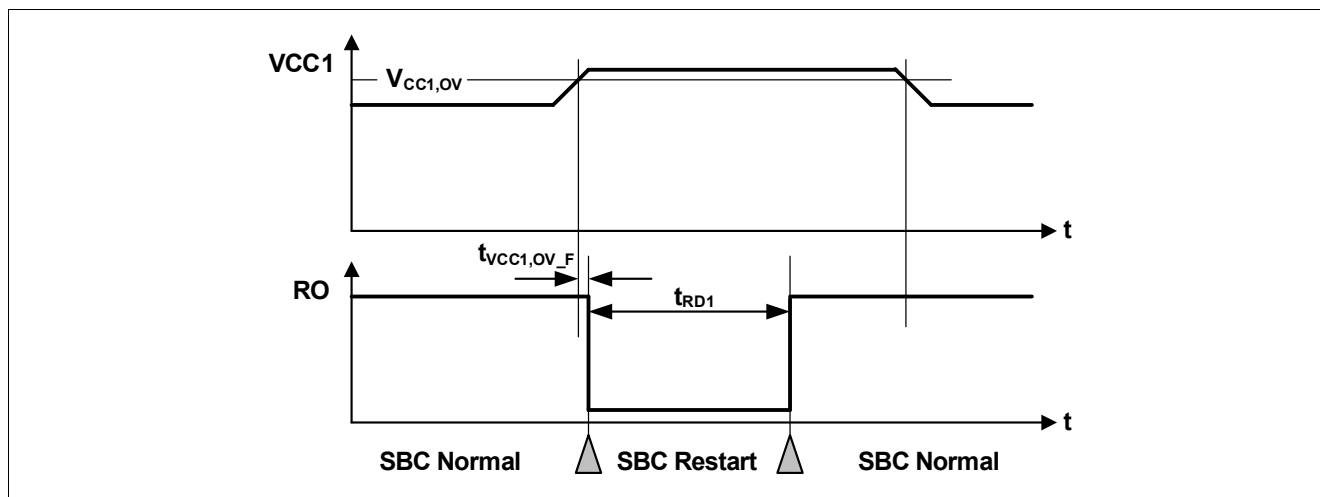 VCC1
VCC1,OV
t
tVCC1,OV_F
RO
tRD1
t
SBC Normal
SBC Restart
SBC Normal